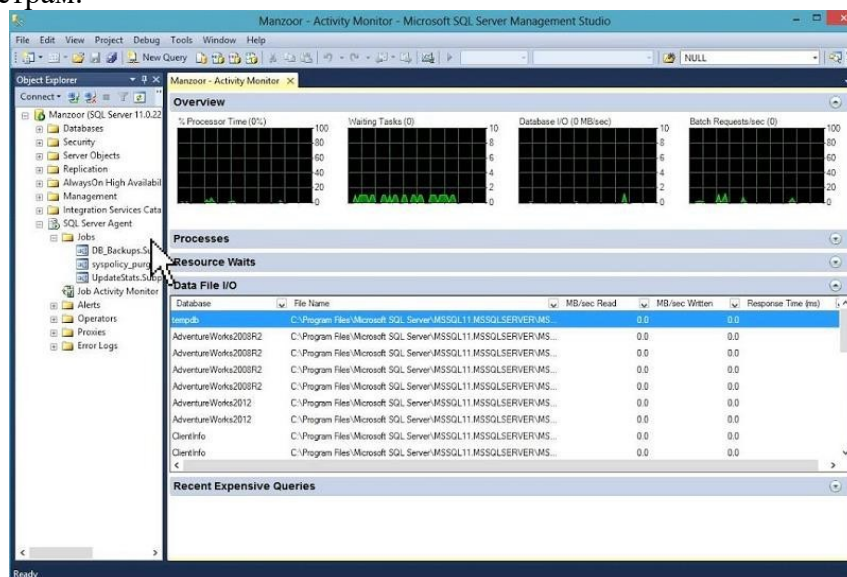 Manzoor - Activity Monitor - Microsoft SQL Server Management Studio
File Edit View Project Debug Tools Window Help
New Query
NULL
Object Explorer
Connect
Manzoor (SQL Server 11.0.22
Databases
Security
Server Objects
Replication
AlwaysOn High Availabil
Management
Integration Services Cata
SQL Server Agent
Jobs
DB_Backups.Su
syspolicy_purg
UpdateStats.Subp
Job Activity Monitor
Alerts
Operators
Proxies
Error Logs
Manzoor - Activity Monitor
Overview
% Processor Time (0%)
100
80
60
40
20
0
Waiting Tasks (0)
10
8
6
4
2
0
Database I/O (0 MB/sec)
10
8
6
4
2
0
Batch Requests/sec (0)
100
80
60
40
20
0
Processes
Resource Waits
Data File I/O
Database File Name MB/sec Read MB/sec Written Response Time (ms)
tempdb C:\Program Files\Microsoft SQL Server\MSSQL11.MSSQLSERVER\MS... 0.0 0.0
AdventureWorks2008R2 C:\Program Files\Microsoft SQL Server\MSSQL11.MSSQLSERVER\MS... 0.0 0.0
AdventureWorks2008R2 C:\Program Files\Microsoft SQL Server\MSSQL11.MSSQLSERVER\MS... 0.0 0.0
AdventureWorks2008R2 C:\Program Files\Microsoft SQL Server\MSSQL11.MSSQLSERVER\MS... 0.0 0.0
AdventureWorks2008R2 C:\Program Files\Microsoft SQL Server\MSSQL11.MSSQLSERVER\MS... 0.0 0.0
AdventureWorks2012 C:\Program Files\Microsoft SQL Server\MSSQL11.MSSQLSERVER\MS... 0.0 0.0
AdventureWorks2012 C:\Program Files\Microsoft SQL Server\MSSQL11.MSSQLSERVER\MS... 0.0 0.0
ClientInfo C:\Program Files\Microsoft SQL Server\MSSQL11.MSSQLSERVER\MS... 0.0 0.0
ClientInfo C:\Program Files\Microsoft SQL Server\MSSQL11.MSSQLSERVER\MS... 0.0 0.0
Recent Expensive Queries
Ready